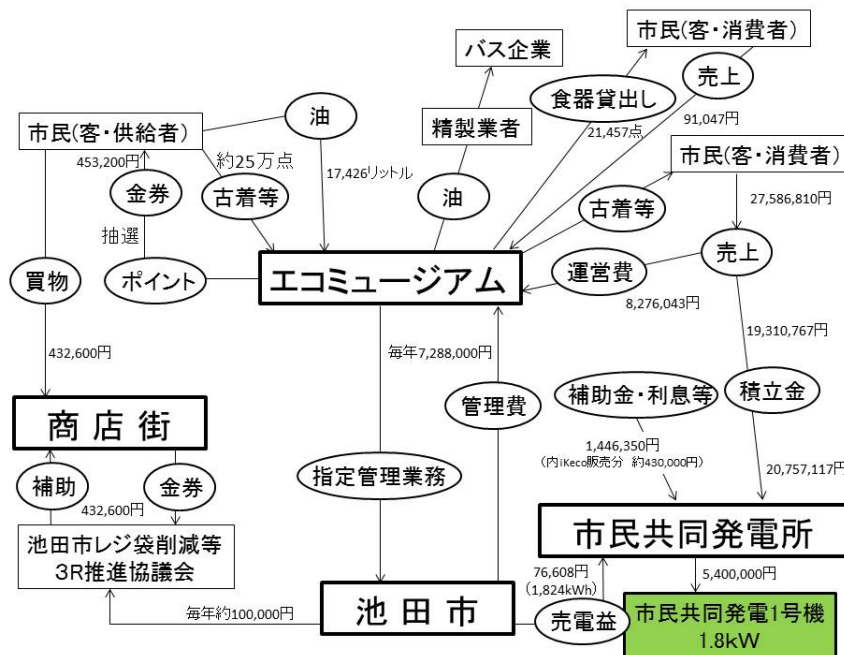 バス企業
市民(客・消費者)
食器貸出し
売上
21,457点
91,047円
精製業者
市民(客・供給者)
油
453,200円
約25万点
17,426リットル
市民(客・消費者)
金券
古着等
油
古着等
27,586,810円
抽選
買物
ポイント
エコミュージアム
運営費
売上
8,276,043円
19,310,767円
432,600円
毎年7,288,000円
管理費
補助金・利息等
積立金
商店街
1,446,350円
(内iKeco販売分 約430,000円)
補助
金券
指定管理業務
20,757,117円
432,600円
池田市レジ袋削減等
3R推進協議会
市民共同発電所
76,608円
(1,824kWh)
5,400,000円
毎年約100,000円
池田市
売電益
市民共同発電1号機
1.8kW